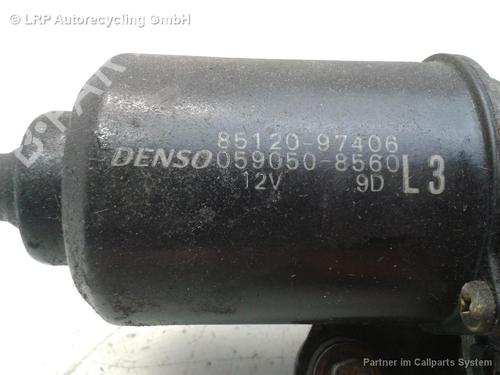 © LRP Autorecycling GmbH
85120-97406
DENSO 059050-8560 L3
12V 9D
Partner im Callparts System